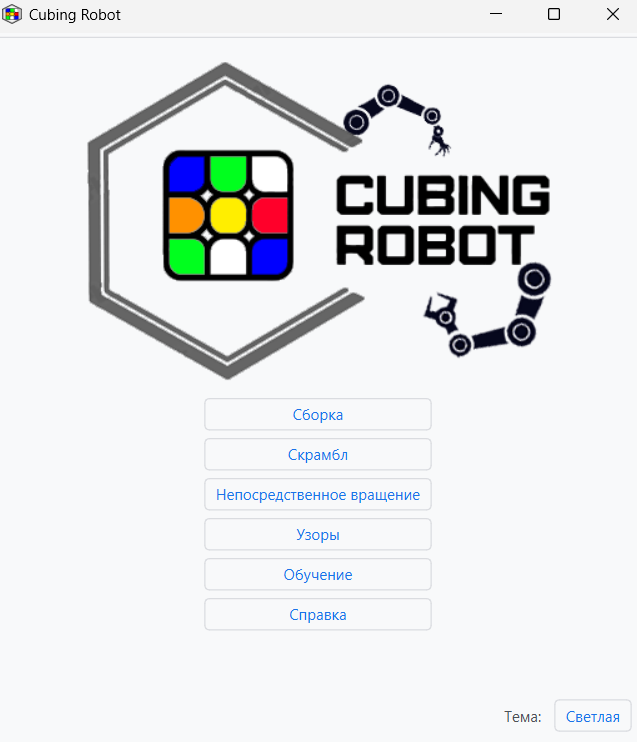 Cubing Robot
CUBING
ROBOT
Сборка
Скрамбл
Непосредственное вращение
Узоры
Обучение
Справка
Тема: Светлая